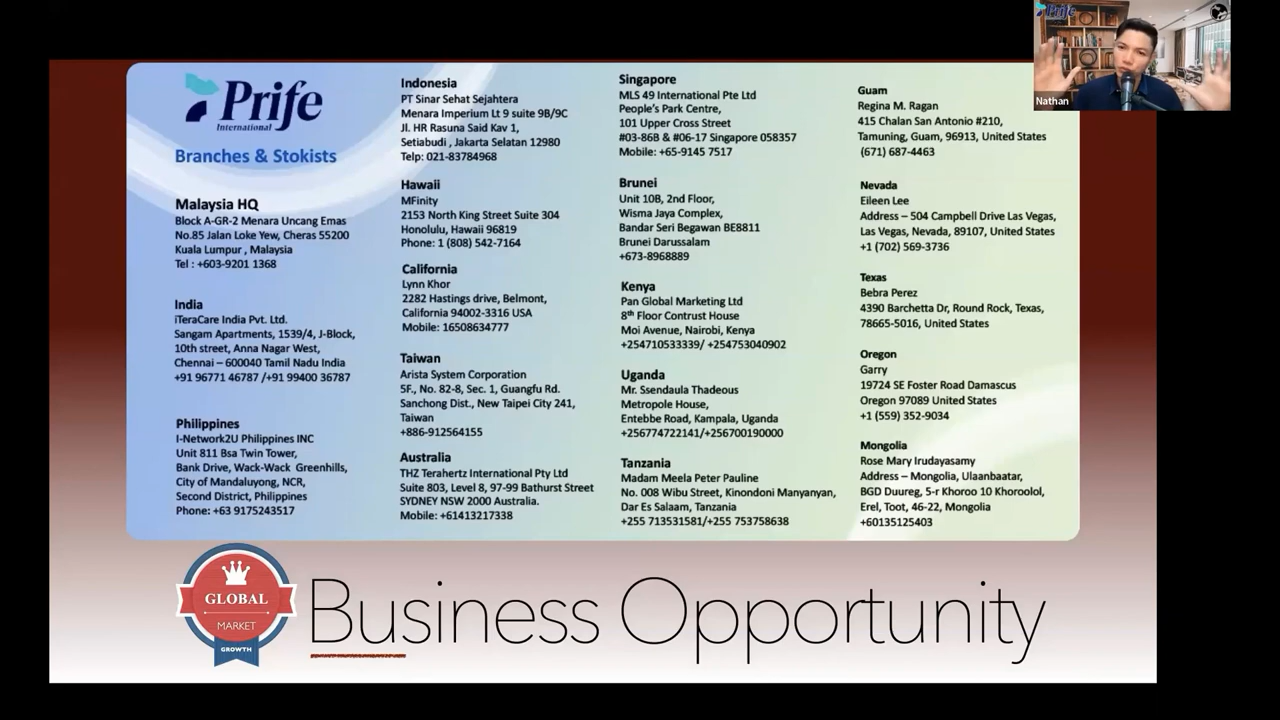 Prife
International
Branches & Stokists
Malaysia HQ
Block A-GR-2 Menara Uncang Emas
No.85 Jalan Loke Yew, Cheras 55200
Kuala Lumpur , Malaysia
Tel : +603-9201 1368
India
iTeraCare India Pvt. Ltd.
Sangam Apartments, 1539/4, J-Block,
10th street, Anna Nagar West,
Chennai – 600040 Tamil Nadu India
+91 96771 46787 /+91 99400 36787
Philippines
I-Network2U Philippines INC
Unit 811 Bsa Twin Tower,
Bank Drive, Wack-Wack Greenhills,
City of Mandaluyong, NCR,
Second District, Philippines
Phone: +63 9175243517
Indonesia
PT Sinar Sehat Sejahtera
Menara Imperium Lt 9 suite 9B/9C
Jl. HR Rasuna Said Kav 1,
Setiabudi , Jakarta Selatan 12980
Telp: 021-83784968
Hawaii
MFinity
2153 North King Street Suite 304
Honolulu, Hawaii 96819
Phone: 1 (808) 542-7164
California
Lynn Khor
2282 Hastings drive, Belmont,
California 94002-3316 USA
Mobile: 16508634777
Taiwan
Arista System Corporation
5F., No. 82-8, Sec. 1, Guangfu Rd.
Sanchong Dist., New Taipei City 241,
Taiwan
+886-912564155
Australia
THZ Terahertz International Pty Ltd
Suite 803, Level 8, 97-99 Bathurst Street
SYDNEY NSW 2000 Australia.
Mobile: +61413217338
Singapore
MLS 49 International Pte Ltd
People's Park Centre,
101 Upper Cross Street
#03-86B & #06-17 Singapore 058357
Mobile: +65-9145 7517
Brunei
Unit 10B, 2nd Floor,
Wisma Jaya Complex,
Bandar Seri Begawan BE8811
Brunei Darussalam
+673-8968889
Kenya
Pan Global Marketing Ltd
8th Floor Contrust House
Moi Avenue, Nairobi, Kenya
+254710533339/ +254753040902
Uganda
Mr. Ssendaula Thadeous
Metropole House,
Entebbe Road, Kampala, Uganda
+256774722141/+256700190000
Tanzania
Madam Meela Peter Pauline
No. 008 Wibu Street, Kinondoni Manyanyan,
Dar Es Salaam, Tanzania
+255 713531581/+255 753758638
Guam
Regina M. Ragan
415 Chalan San Antonio #210,
Tamuning, Guam, 96913, United States
(671) 687-4463
Nevada
Eileen Lee
Address – 504 Campbell Drive Las Vegas,
Las Vegas, Nevada, 89107, United States
+1 (702) 569-3736
Texas
Bebra Perez
4390 Barchetta Dr, Round Rock, Texas,
78665-5016, United States
Oregon
Garry
19724 SE Foster Road Damascus
Oregon 97089 United States
+1 (559) 352-9034
Mongolia
Rose Mary Irudayasamy
Address – Mongolia, Ulaanbaatar,
BGD Duureg, 5-r Khoroo 10 Khoroolol,
Erel, Toot, 46-22, Mongolia
+60135125403
Prife
Nathan
GLOBAL
MARKET
GROWTH
Business Opportunity